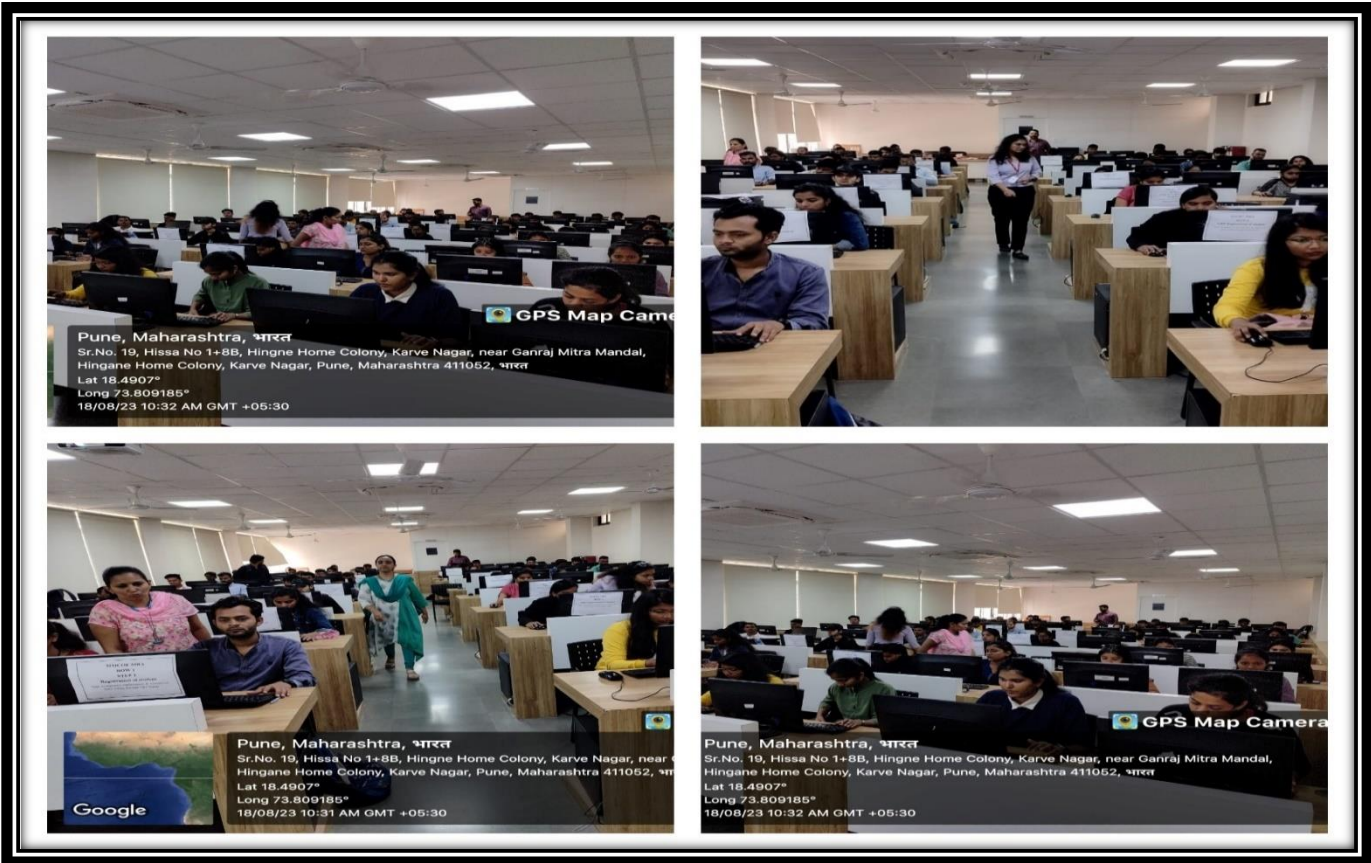 GPS Map Came
Pune, Maharashtra, भारत
Sr.No. 19, Hissa No 1+8B, Hingne Home Colony, Karve Nagar, near Ganraj Mitra Mandal,
Hingane Home Colony, Karve Nagar, Pune, Maharashtra 411052, भारत
Lat 18.4907°
Long 73.809185°
18/08/23 10:32 AM GMT +05:30
Google
Pune, Maharashtra, भारत
Sr.No. 19, Hissa No 1+8B, Hingne Home Colony, Karve Nagar, near
Hingane Home Colony, Karve Nagar, Pune, Maharashtra 411052,
Lat 18.4907°
Long 73.809185°
18/08/23 10:31 AM GMT +05:30
GPS Map Camera
Pune, Maharashtra, भारत
Sr.No. 19, Hissa No 1+8B, Hingne Home Colony, Karve Nagar, near Ganraj Mitra Mandal,
Hingane Home Colony, Karve Nagar, Pune, Maharashtra 411052, भारत
Lat 18.4907°
Long 73.809185°
18/08/23 10:32 AM GMT +05:30